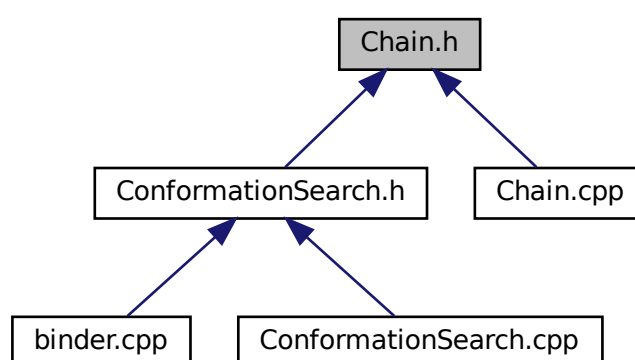 Chain.h
ConformationSearch.h
Chain.cpp
binder.cpp
ConformationSearch.cpp